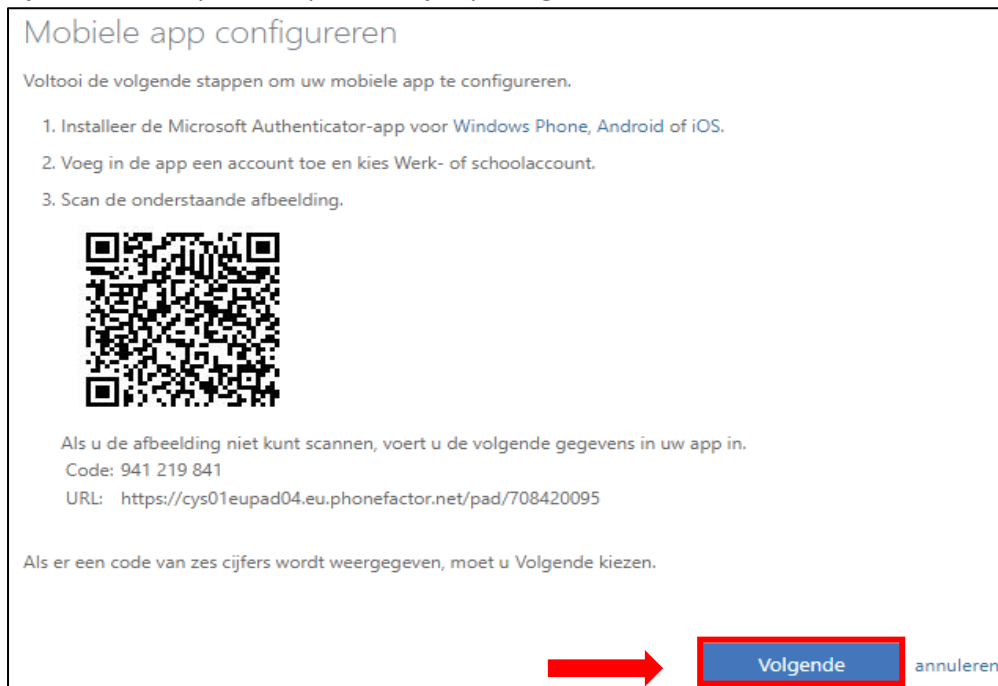 Mobiele app configureren
Voltooi de volgende stappen om uw mobiele app te configureren.
1. Installeer de Microsoft Authenticator-app voor Windows Phone, Android of iOS.
2. Voeg in de app een account toe en kies Werk- of schoolaccount.
3. Scan de onderstaande afbeelding.
Als u de afbeelding niet kunt scannen, voert u de volgende gegevens in uw app in.
Code: 941 219 841
URL: https://cys01eupad04.eu.phonefactor.net/pad/708420095
Als er een code van zes cijfers wordt weergegeven, moet u Volgende kiezen.
Volgende annuleren